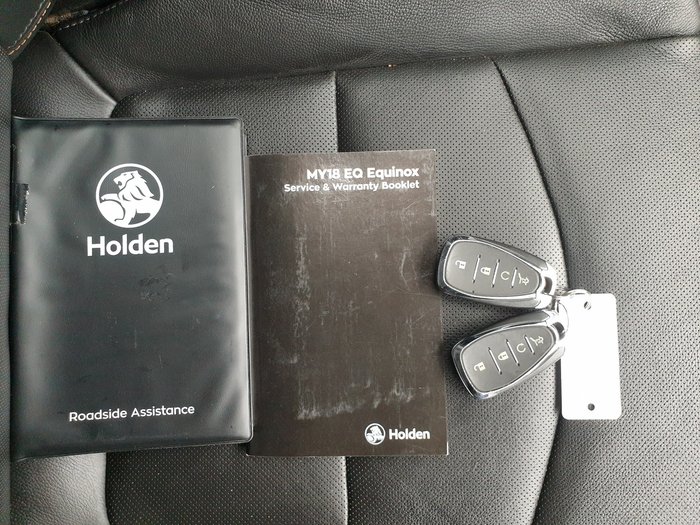 Holden
Roadside Assistance
MY18 EQ Equinox
Service & Warranty Booklet
Holden